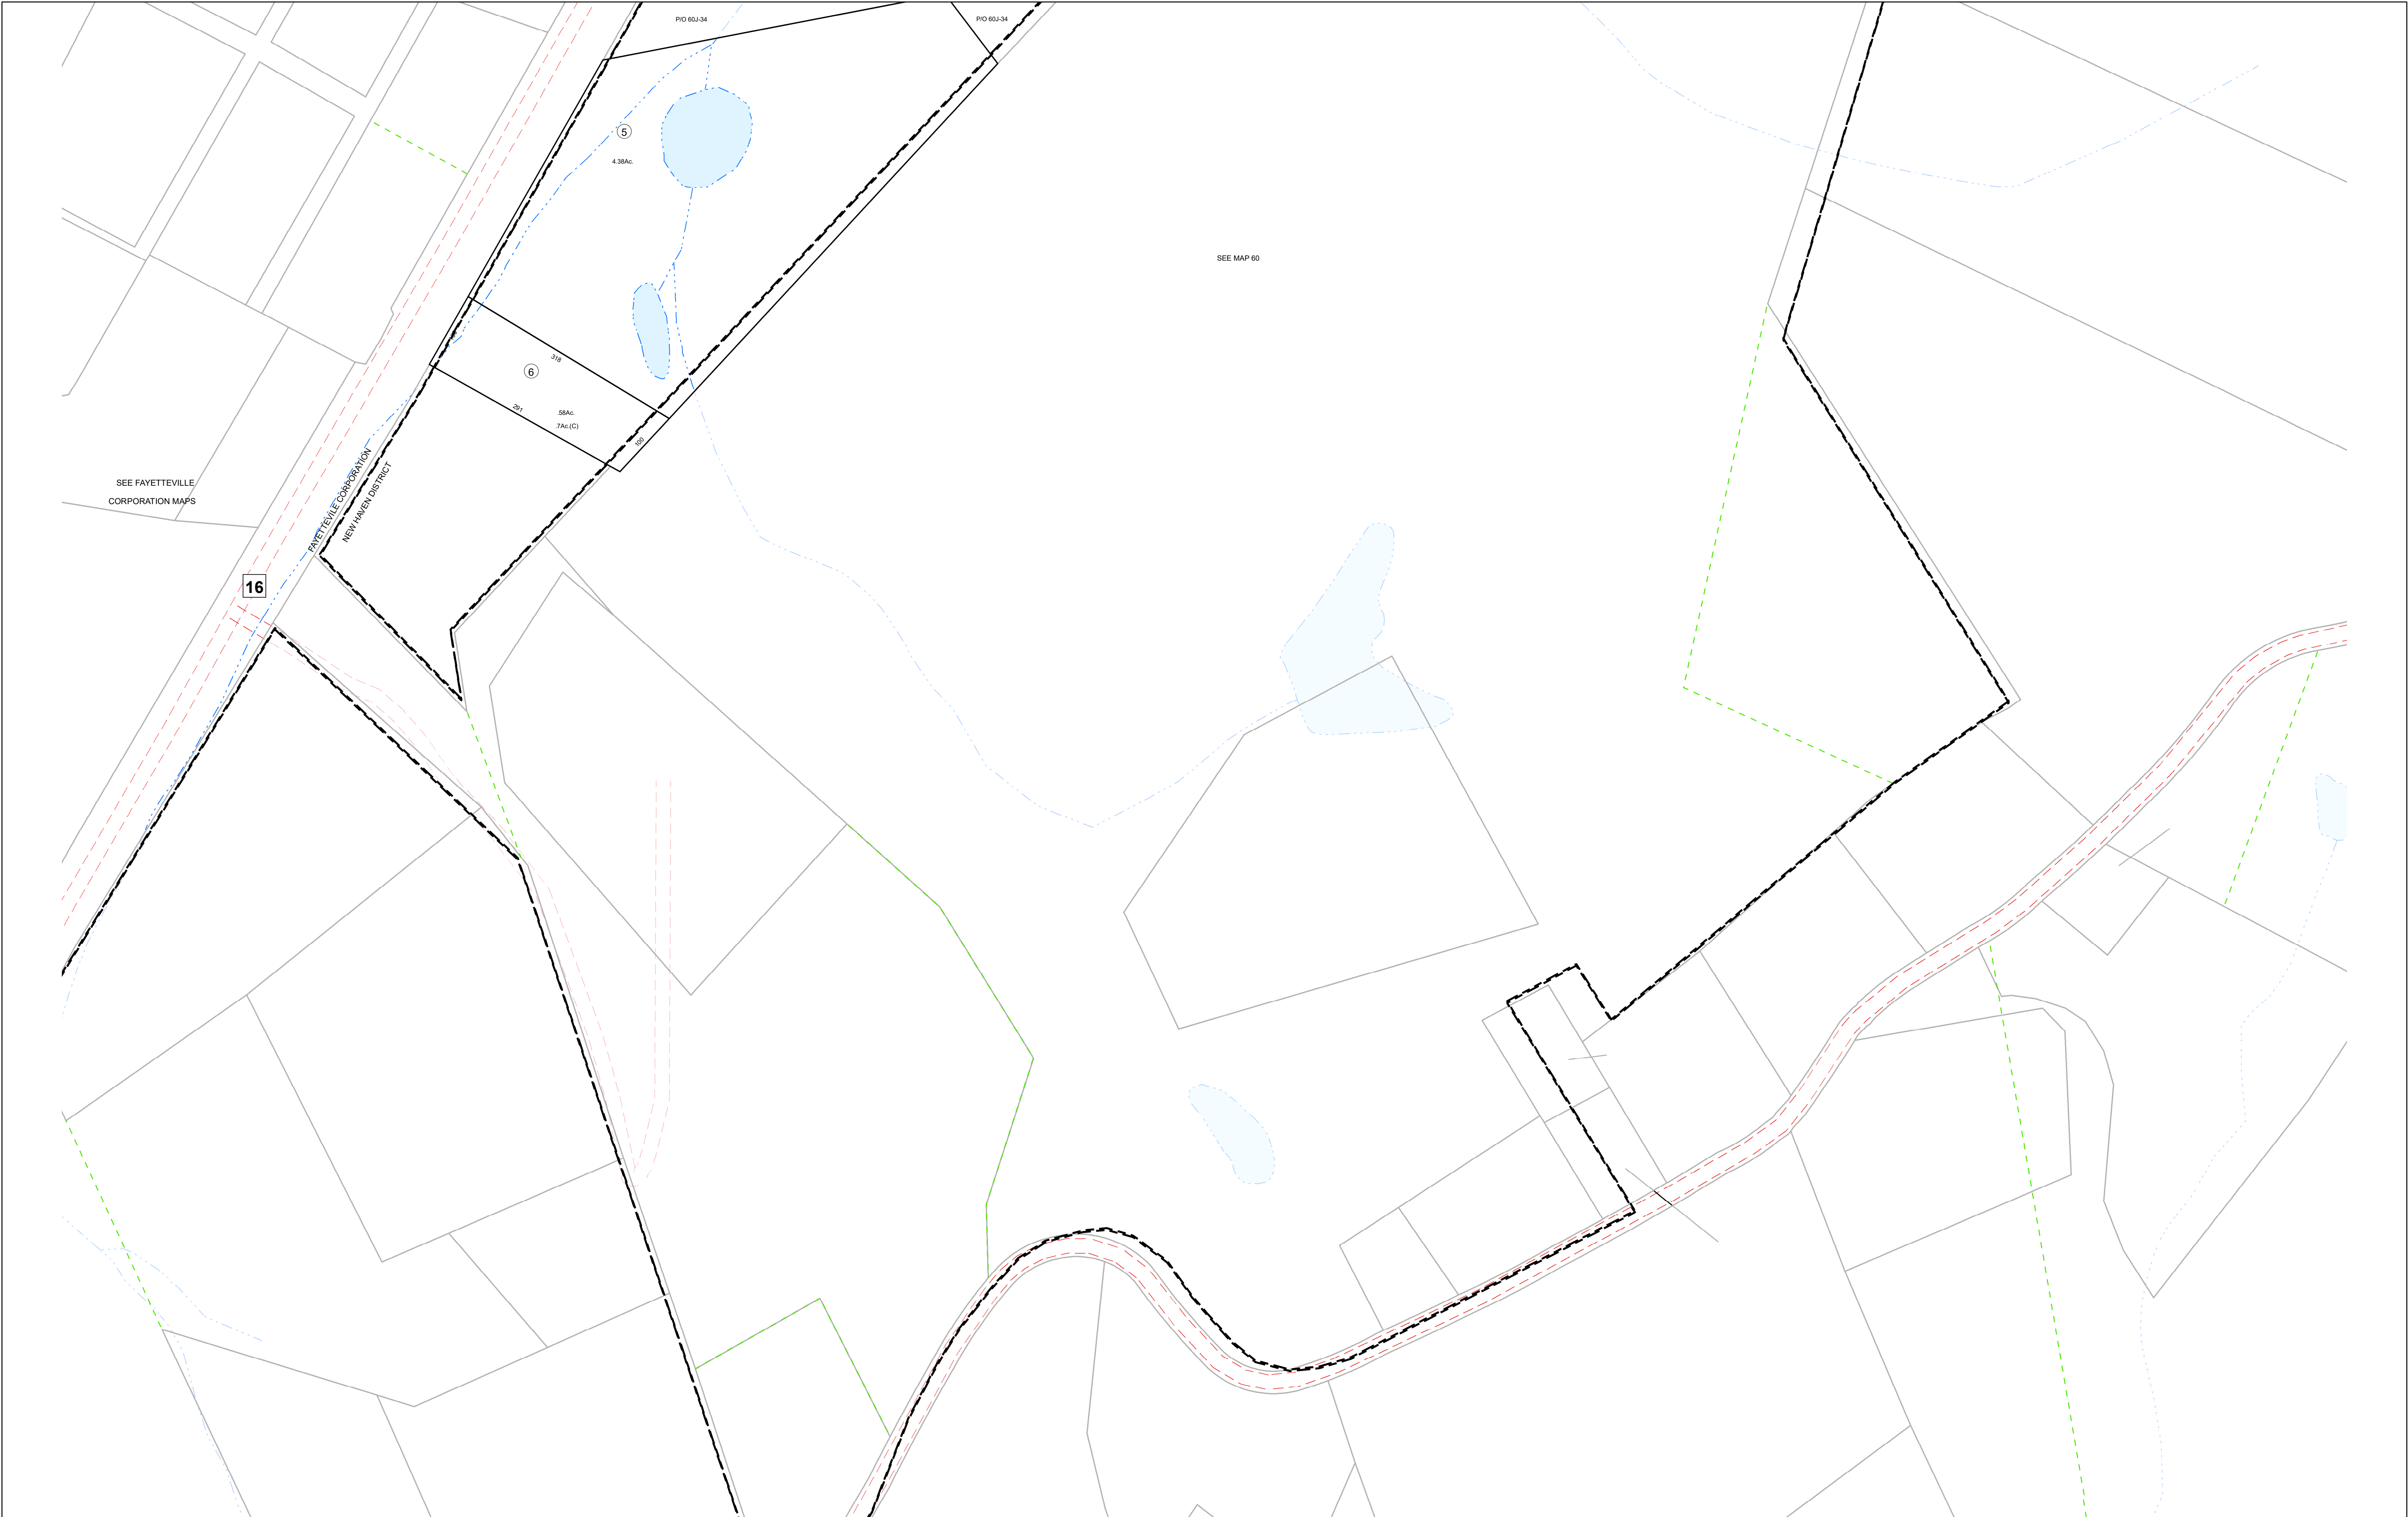 P/O 60J-34
P/O 60J-34
5
4.38Ac.
SEE MAP 60
318
6
291
.58Ac.
.7Ac.(C)
100
SEE FAYETTEVILLE
CORPORATION MAPS
FAYETTEVILE CORPORATION
NEW HAVEN DISTRICT
16